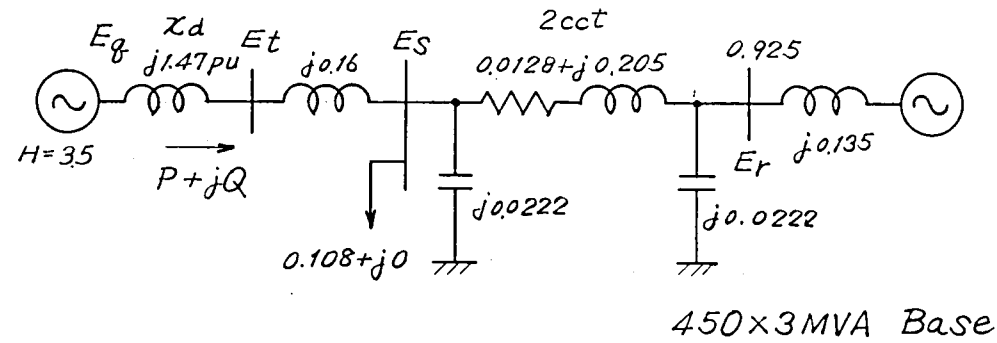 2cct
Eq
xd
Et
Es
0.925
j1.47pu
j0.16
0.0128+j0.205
j0.135
H=3.5
P+jQ
Er
j0.0222
j0.0222
0.108+j0
450×3MVA Base